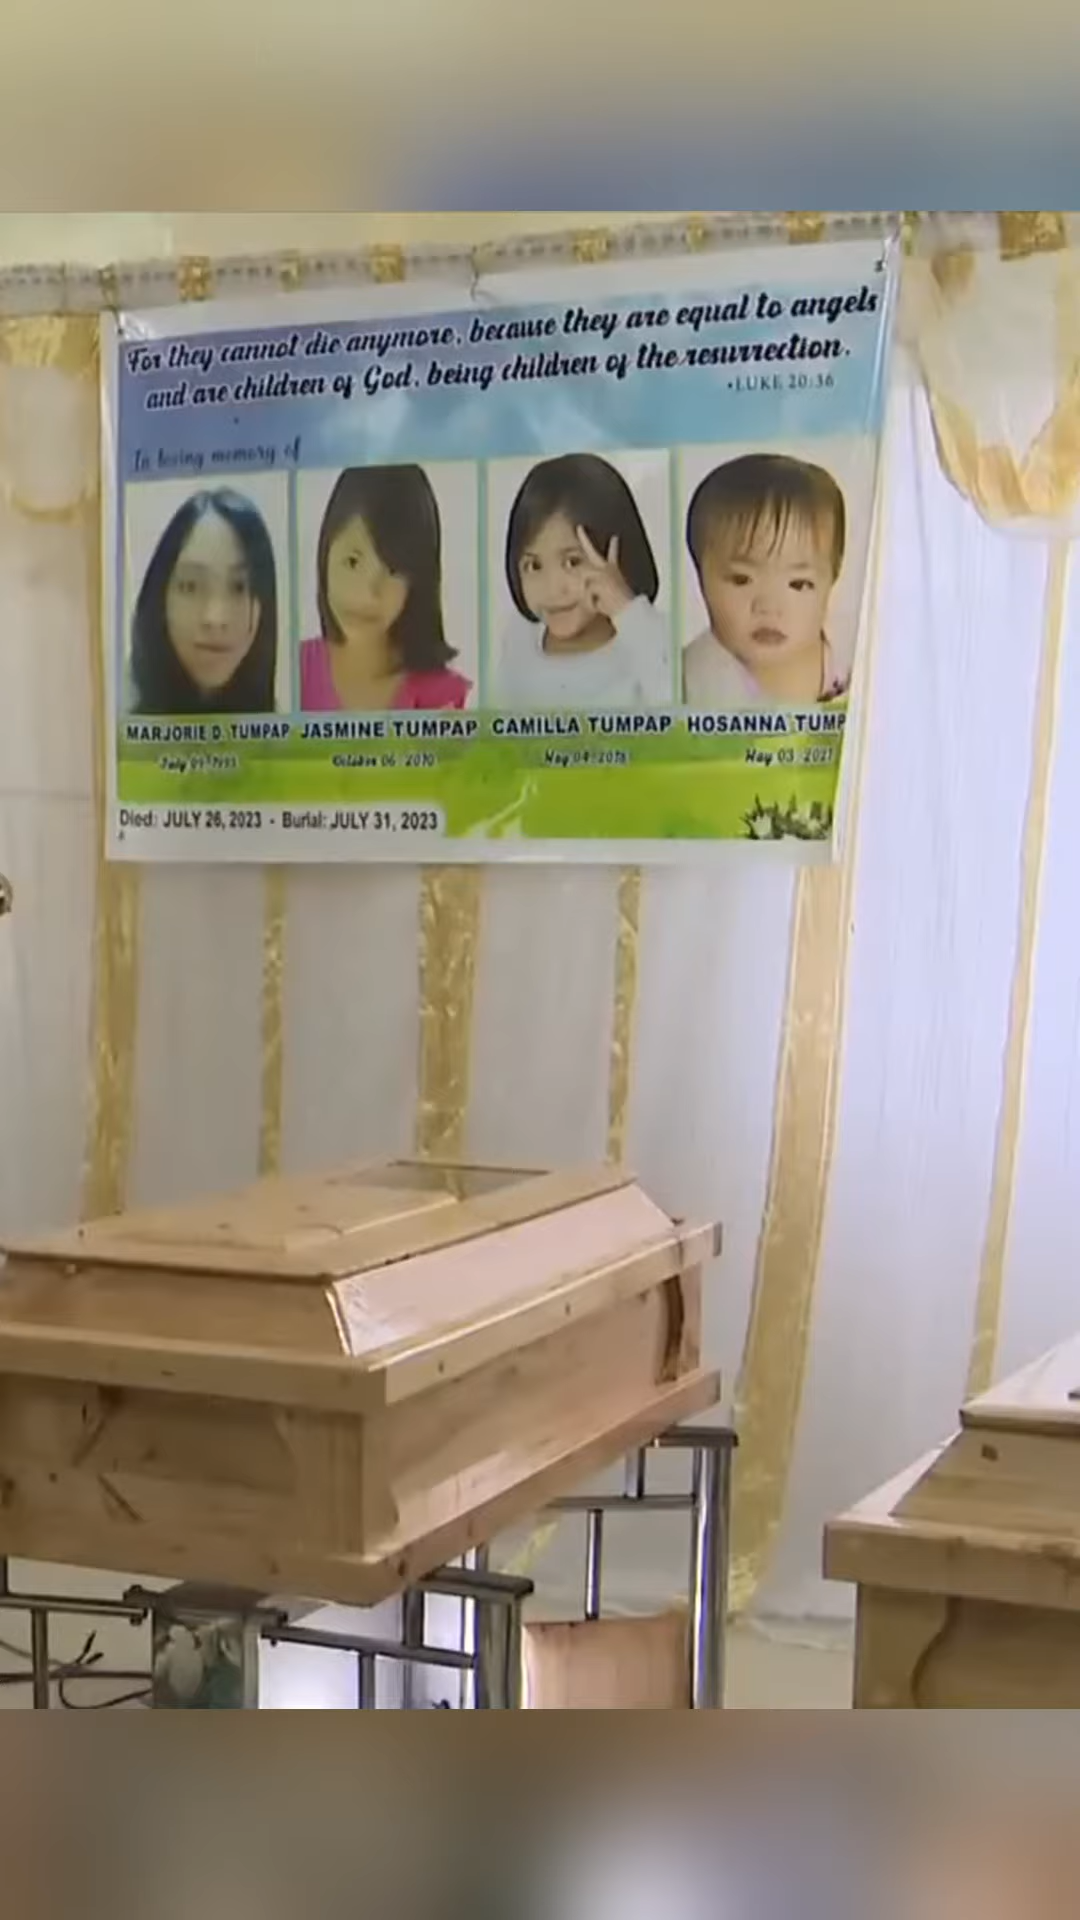 For they cannot die anymore, because they are equal to angels
and are children of God, being children of the resurrection.
•LUKE 20:36
In loving memory of
MARJORIE D. TUMPAP JASMINE TUMPAP CAMILLA TUMPAP HOSANNA TUMP
October 06, 2010 May 03, 2021
Died: JULY 26, 2023 - Burial: JULY 31, 2023